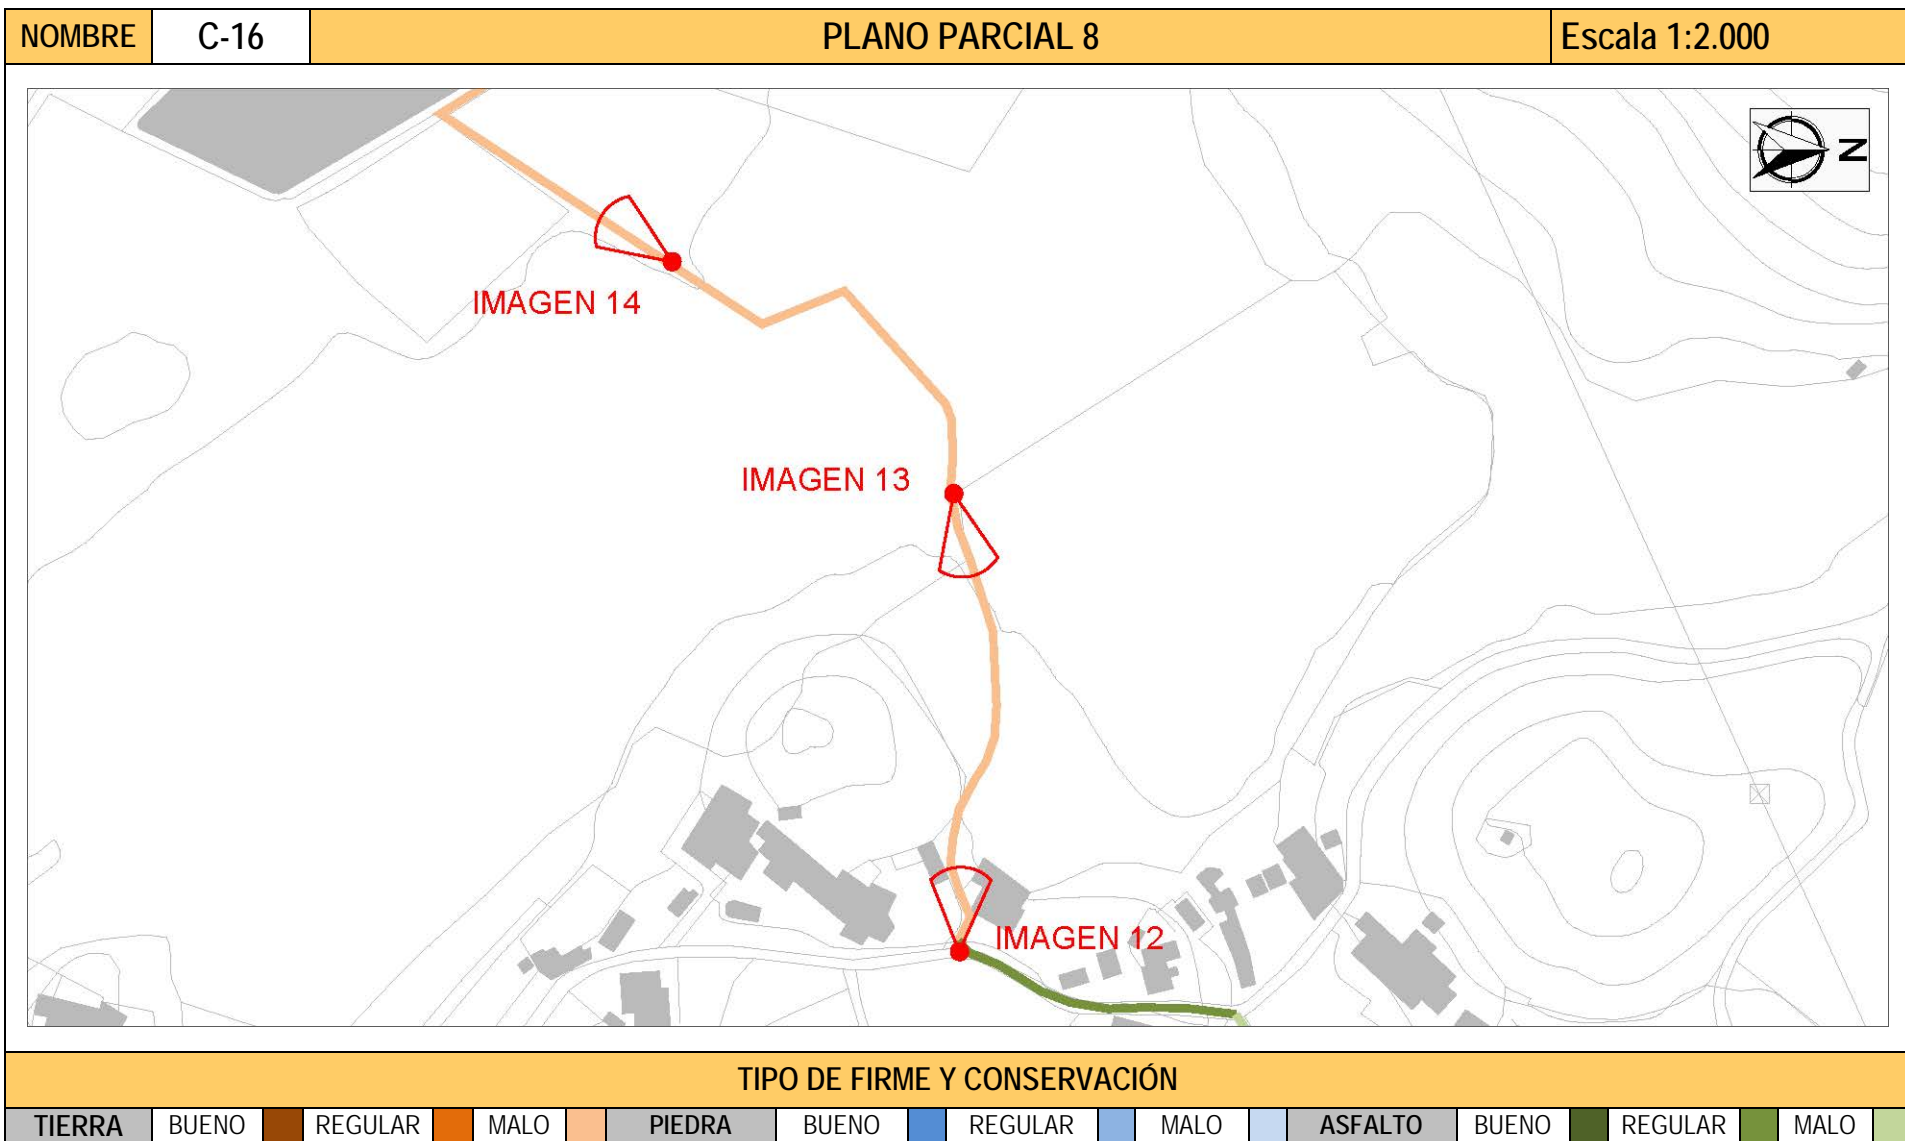 NOMBRE C-16 PLANO PARCIAL 8 Escala 1:2.000
N
IMAGEN 14
IMAGEN 13
IMAGEN 12
TIPO DE FIRME Y CONSERVACIÓN
TIERRA BUENO REGULAR MALO PIEDRA BUENO REGULAR MALO ASFALTO BUENO REGULAR MALO